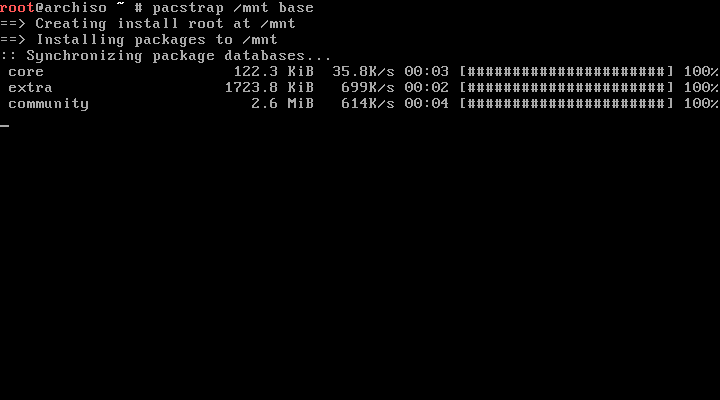 root@archiso ~ # pacstrap /mnt base
==> Creating install root at /mnt
==> Installing packages to /mnt
:: Synchronizing package databases...
 core                     122.3 KiB  35.8K/s 00:03 [######################] 100%
 extra                   1723.8 KiB   699K/s 00:02 [######################] 100%
 community                  2.6 MiB   614K/s 00:04 [######################] 100%